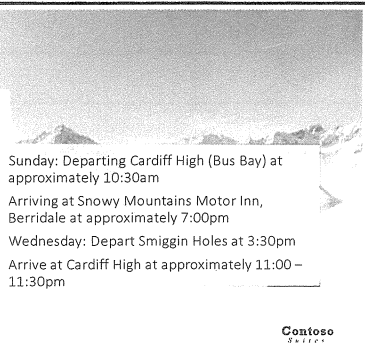 Sunday: Departing Cardiff High (Bus Bay) at
approximately 10:30am
Arriving at Snowy Mountains Motor Inn,
Berridale at approximately 7:00pm
Wednesday: Depart Smiggin Holes at 3:30pm
Arrive at Cardiff High at approximately 11:00 –
11:30pm
Contoso
Suites